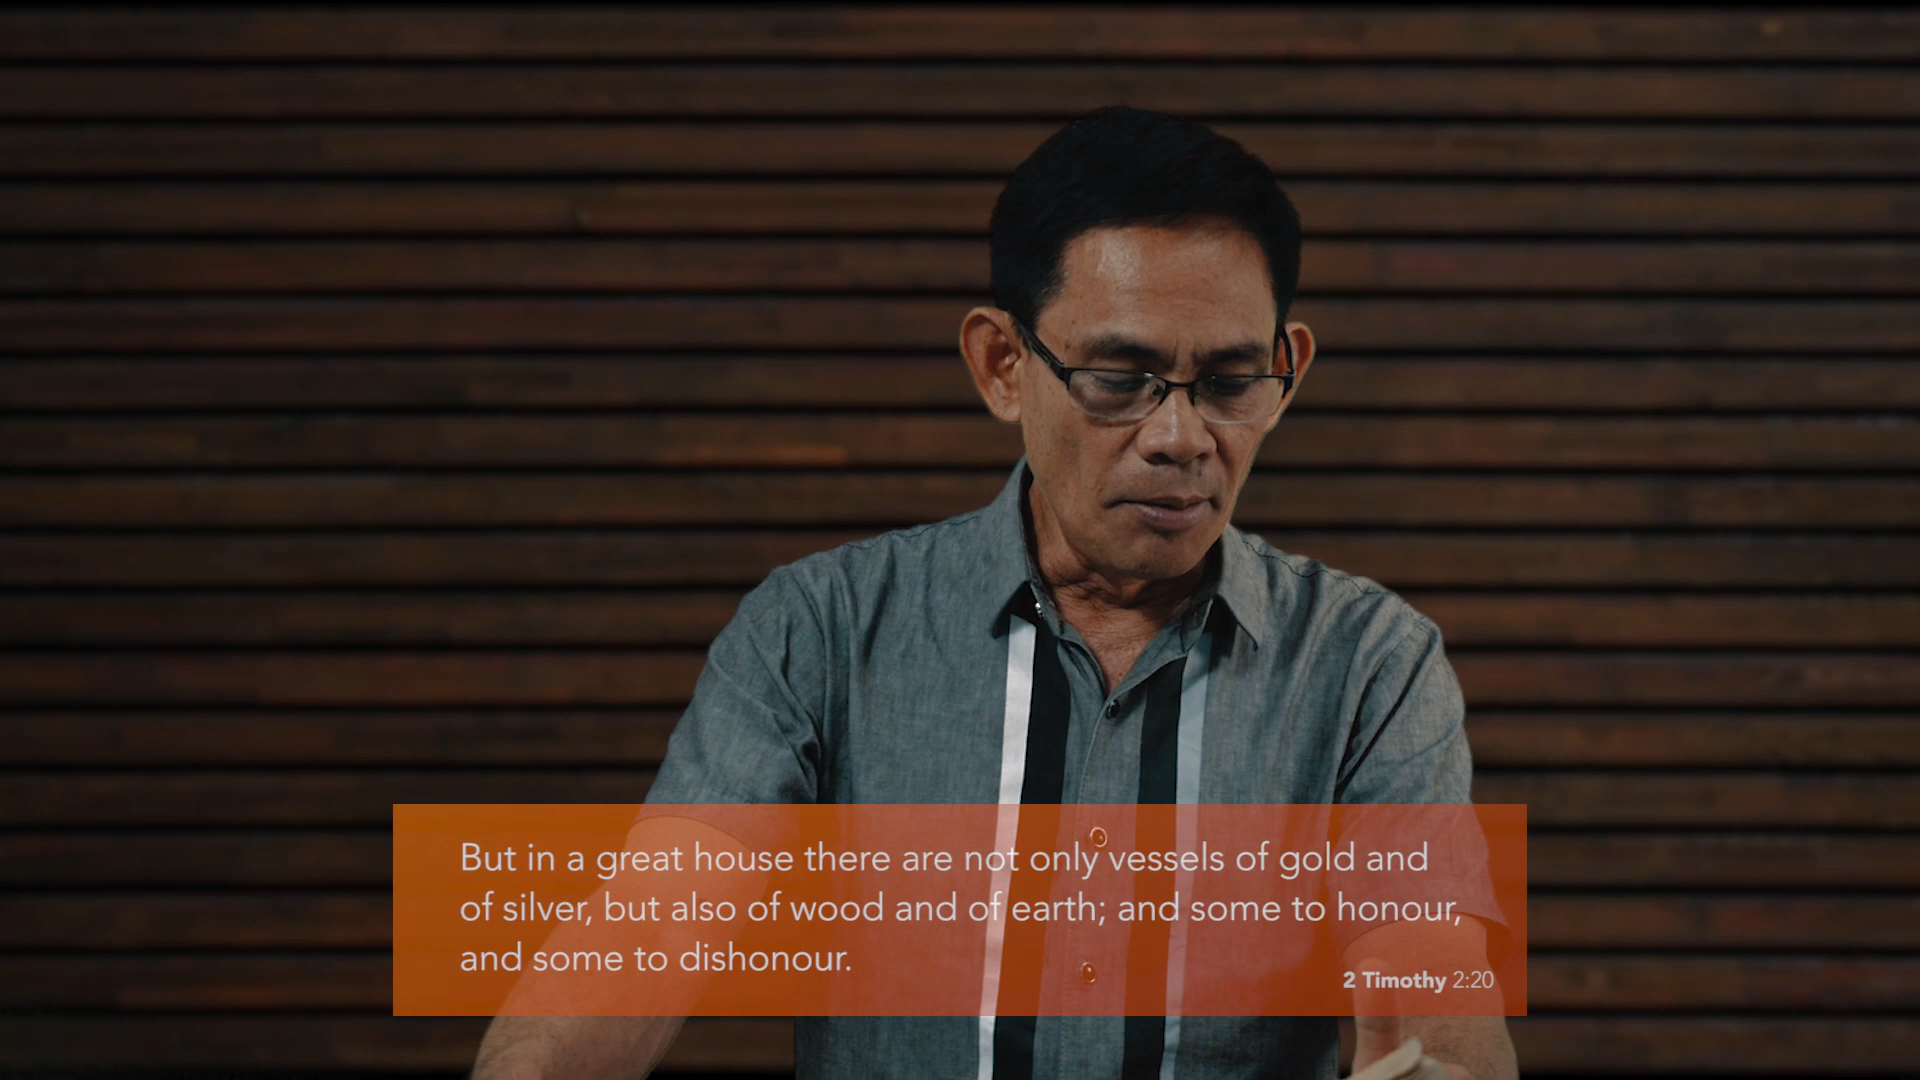 But in a great house there are not only vessels of gold and
of silver, but also of wood and of earth; and some to honour,
and some to dishonour.
2 Timothy 2:20